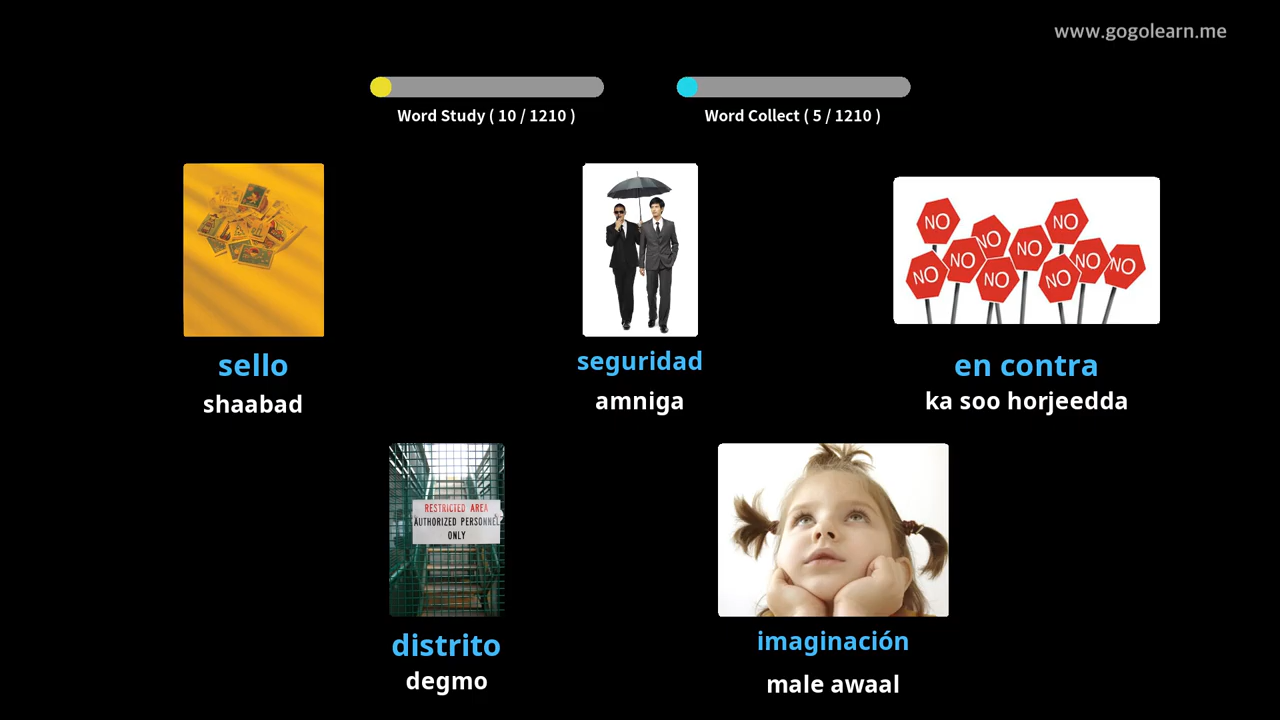 www.gogolearn.me
Word Study ( 10 / 1210 )
Word Collect ( 5 / 1210 )
sello
shaabad
seguridad
amniga
NO
NO
NO
NO
NO
NO
NO
NO
NO
NO
en contra
ka soo horjeedda
RESTRICTED AREA
AUTHORIZED PERSONNEL
ONLY
distrito
degmo
imaginación
male awaal